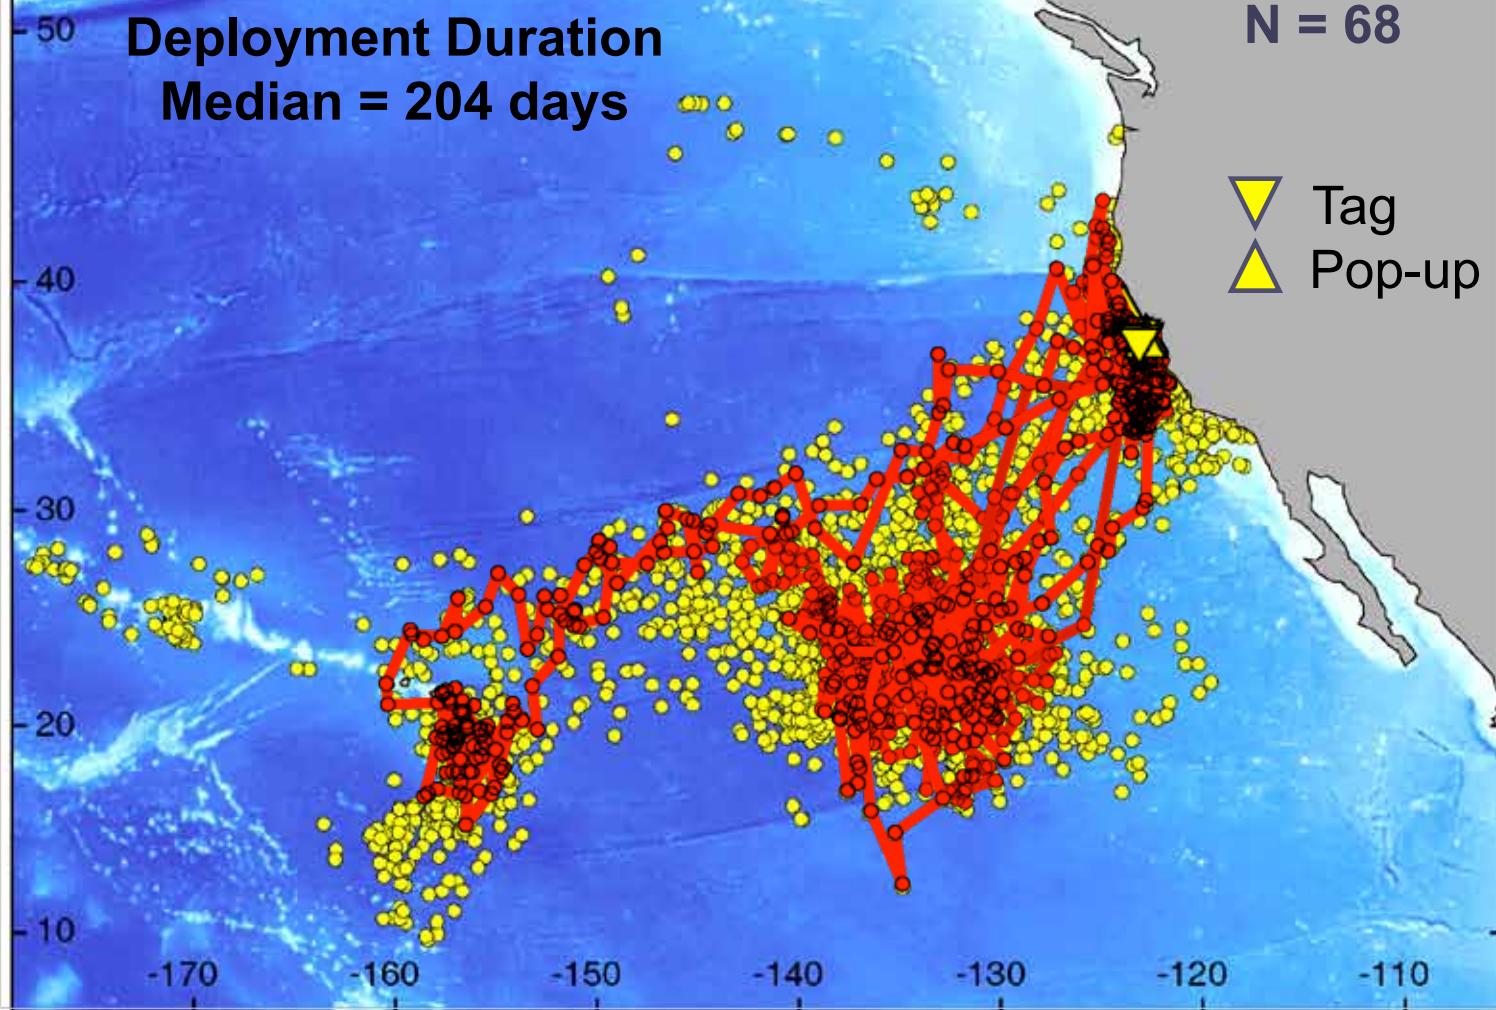 Deployment Duration
Median = 204 days
N = 68
Tag
Pop-up
50
40
30
20
10
-170 -160 -150 -140 -130 -120 -110